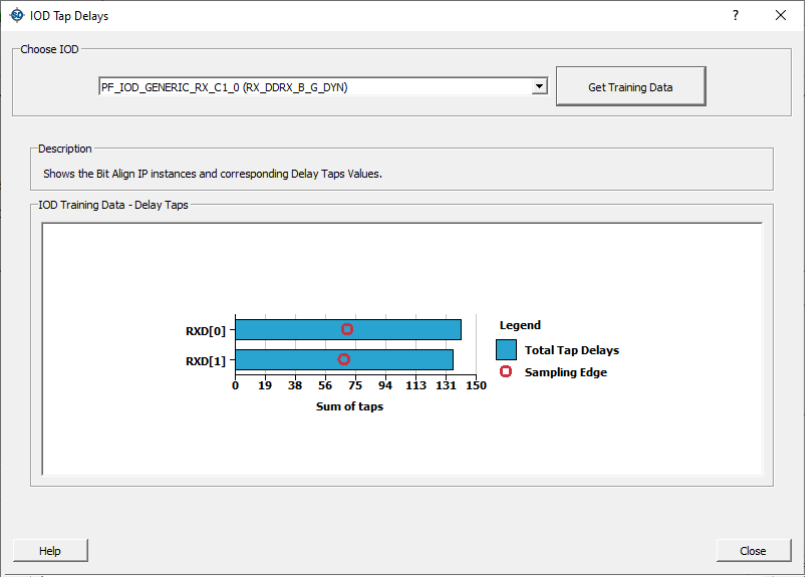 IOD Tap Delays
Choose IOD
PF_IOD_GENERIC_RX_C1_0 (RX_DDRX_B_G_DYN)
Get Training Data
Description
Shows the Bit Align IP instances and corresponding Delay Taps Values.
IOD Training Data - Delay Taps
RXD[0]
RXD[1]
0 19 38 56 75 94 113 131 150
Sum of taps
Legend
Total Tap Delays
Sampling Edge
Help
Close